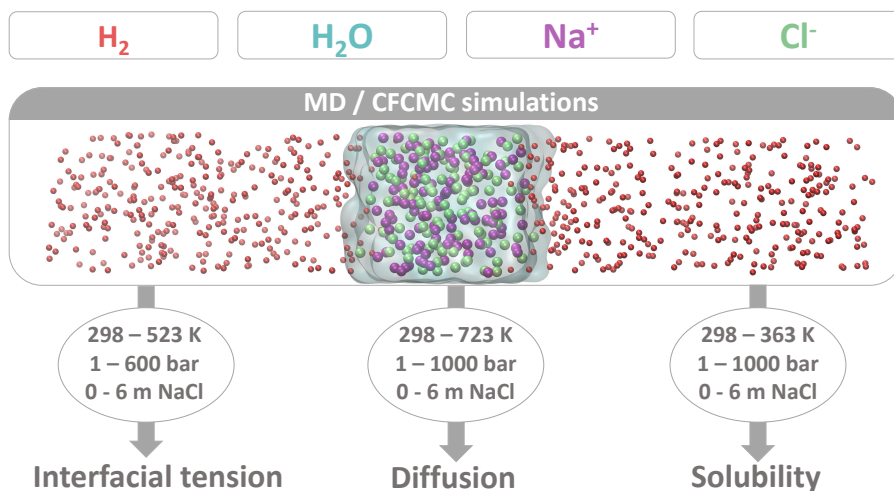 H₂
H₂O
Na⁺
Cl⁻
MD / CFCMC simulations
298 – 523 K
1 – 600 bar
0 - 6 m NaCl
298 – 723 K
1 – 1000 bar
0 - 6 m NaCl
298 – 363 K
1 – 1000 bar
0 - 6 m NaCl
Interfacial tension
Diffusion
Solubility